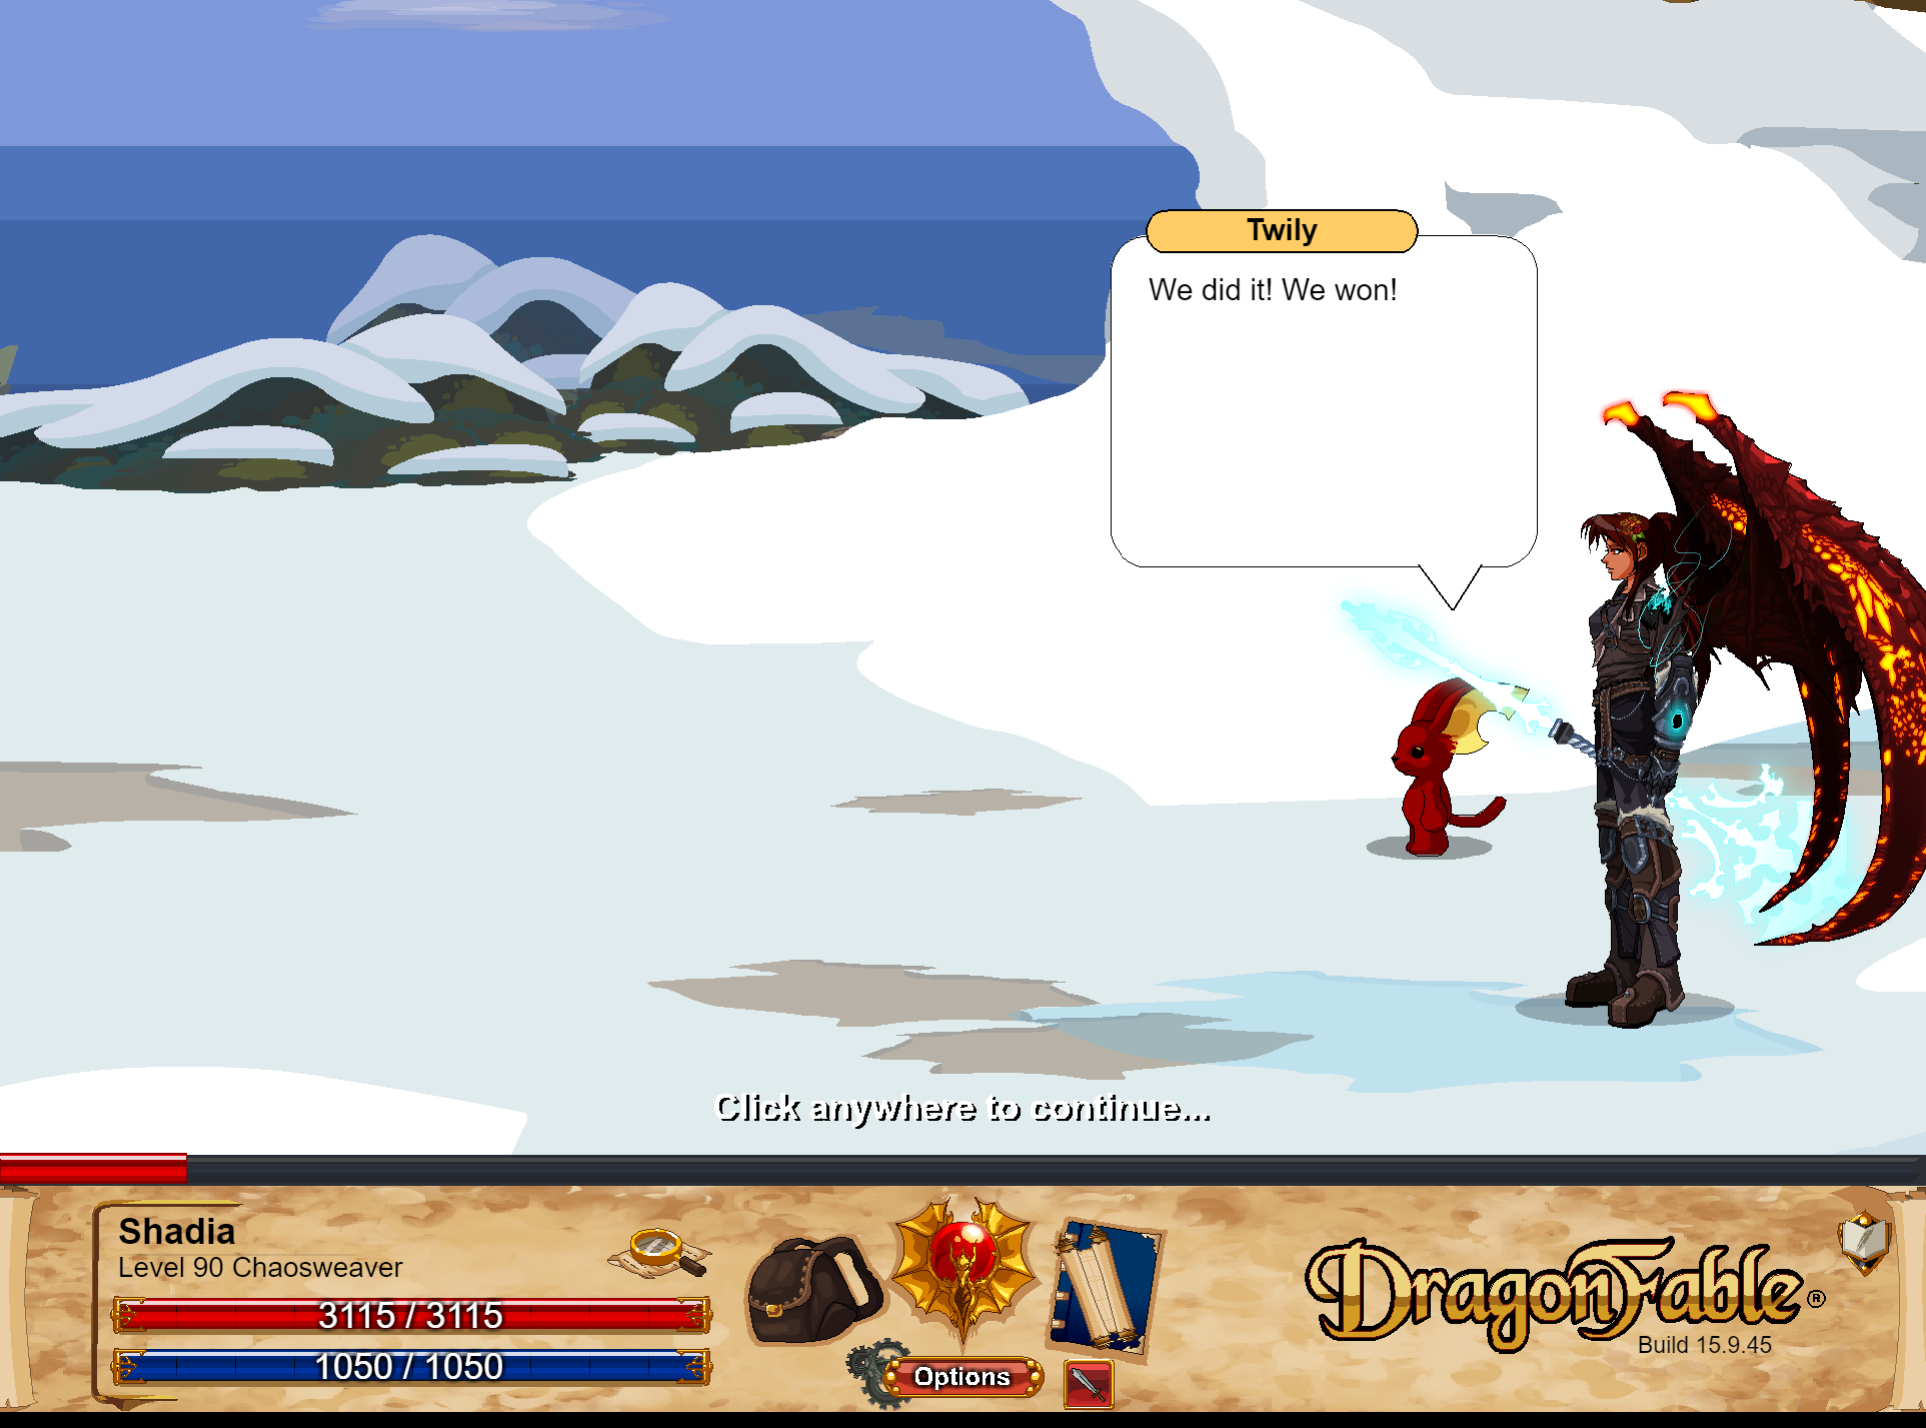 Twily
We did it! We won!
Click anywhere to continue...
Shadia
Level 90 Chaosweaver
3115 / 3115
1050 / 1050
Options
DragonFable®
Build 15.9.45